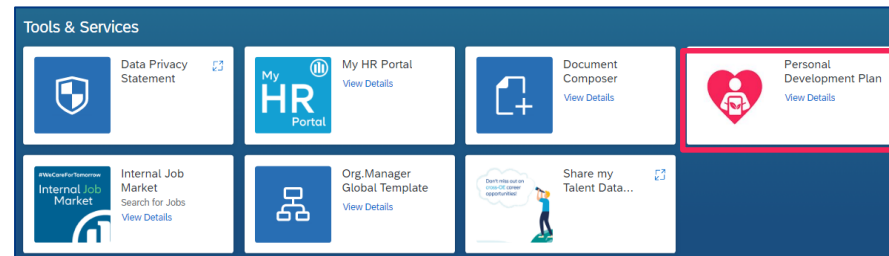 Tools & Services
Data Privacy
Statement
My
HR
Portal
My HR Portal
View Details
Document
Composer
View Details
Personal
Development Plan
View Details
#WeCareForTomorrow
Internal Job
Market
Internal Job
Market
Search for Jobs
View Details
Org.Manager
Global Template
View Details
Don't miss out on
cross-OE career
opportunities!
Share my
Talent Data...